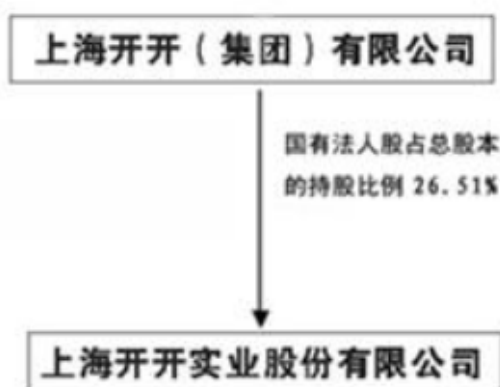 上海开开（集团）有限公司
国有法人股占总股本
的持股比例 26.51%
上海开开实业股份有限公司